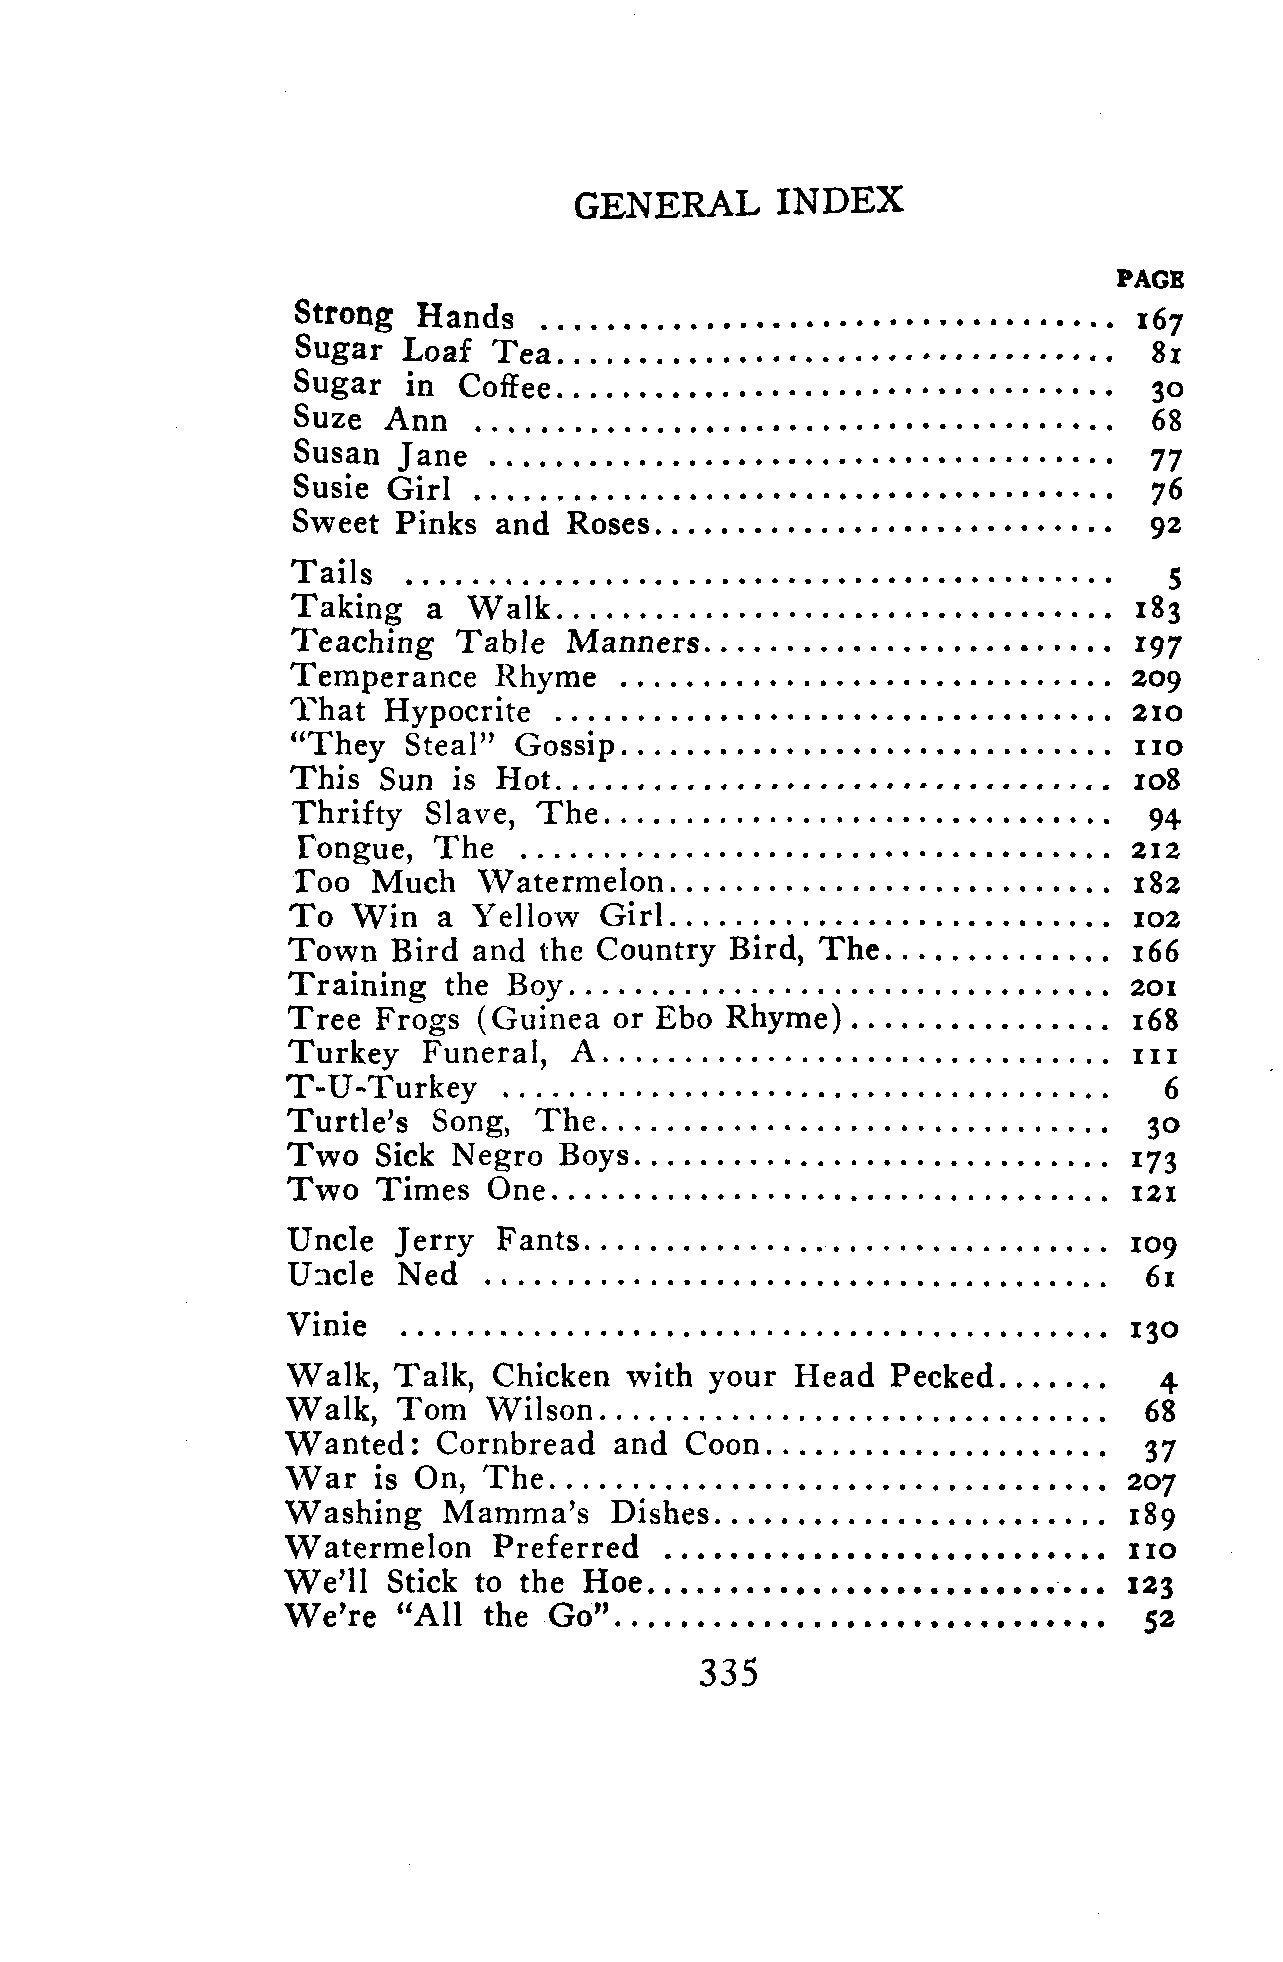 GENERAL INDEX
PAGE
Strong Hands ................................... 167
Sugar Loaf Tea.................................. 81
Sugar in Coffee.................................. 30
Suze Ann ....................................... 68
Susan Jane ...................................... 77
Susie Girl ....................................... 76
Sweet Pinks and Roses............................ 92
Tails ........................................... 5
Taking a Walk.................................. 183
Teaching Table Manners......................... 197
Temperance Rhyme .............................. 209
That Hypocrite .................................. 210
“They Steal” Gossip.............................. 110
This Sun is Hot.................................. 108
Thrifty Slave, The............................... 94
Tongue, The .................................... 212
Too Much Watermelon........................... 182
To Win a Yellow Girl........................... 102
Town Bird and the Country Bird, The.............. 166
Training the Boy................................. 201
Tree Frogs (Guinea or Ebo Rhyme)................ 168
Turkey Funeral, A............................... 111
T-U-Turkey ..................................... 6
Turtle’s Song, The............................... 30
Two Sick Negro Boys............................. 173
Two Times One.................................. 121
Uncle Jerry Fants................................ 109
Uncle Ned ...................................... 61
Vinie ........................................... 130
Walk, Talk, Chicken with your Head Pecked....... 4
Walk, Tom Wilson............................... 68
Wanted: Cornbread and Coon..................... 37
War is On, The.................................. 207
Washing Mamma’s Dishes........................ 189
Watermelon Preferred ........................... 110
We’ll Stick to the Hoe............................ 123
We’re “All the Go”.............................. 52
335